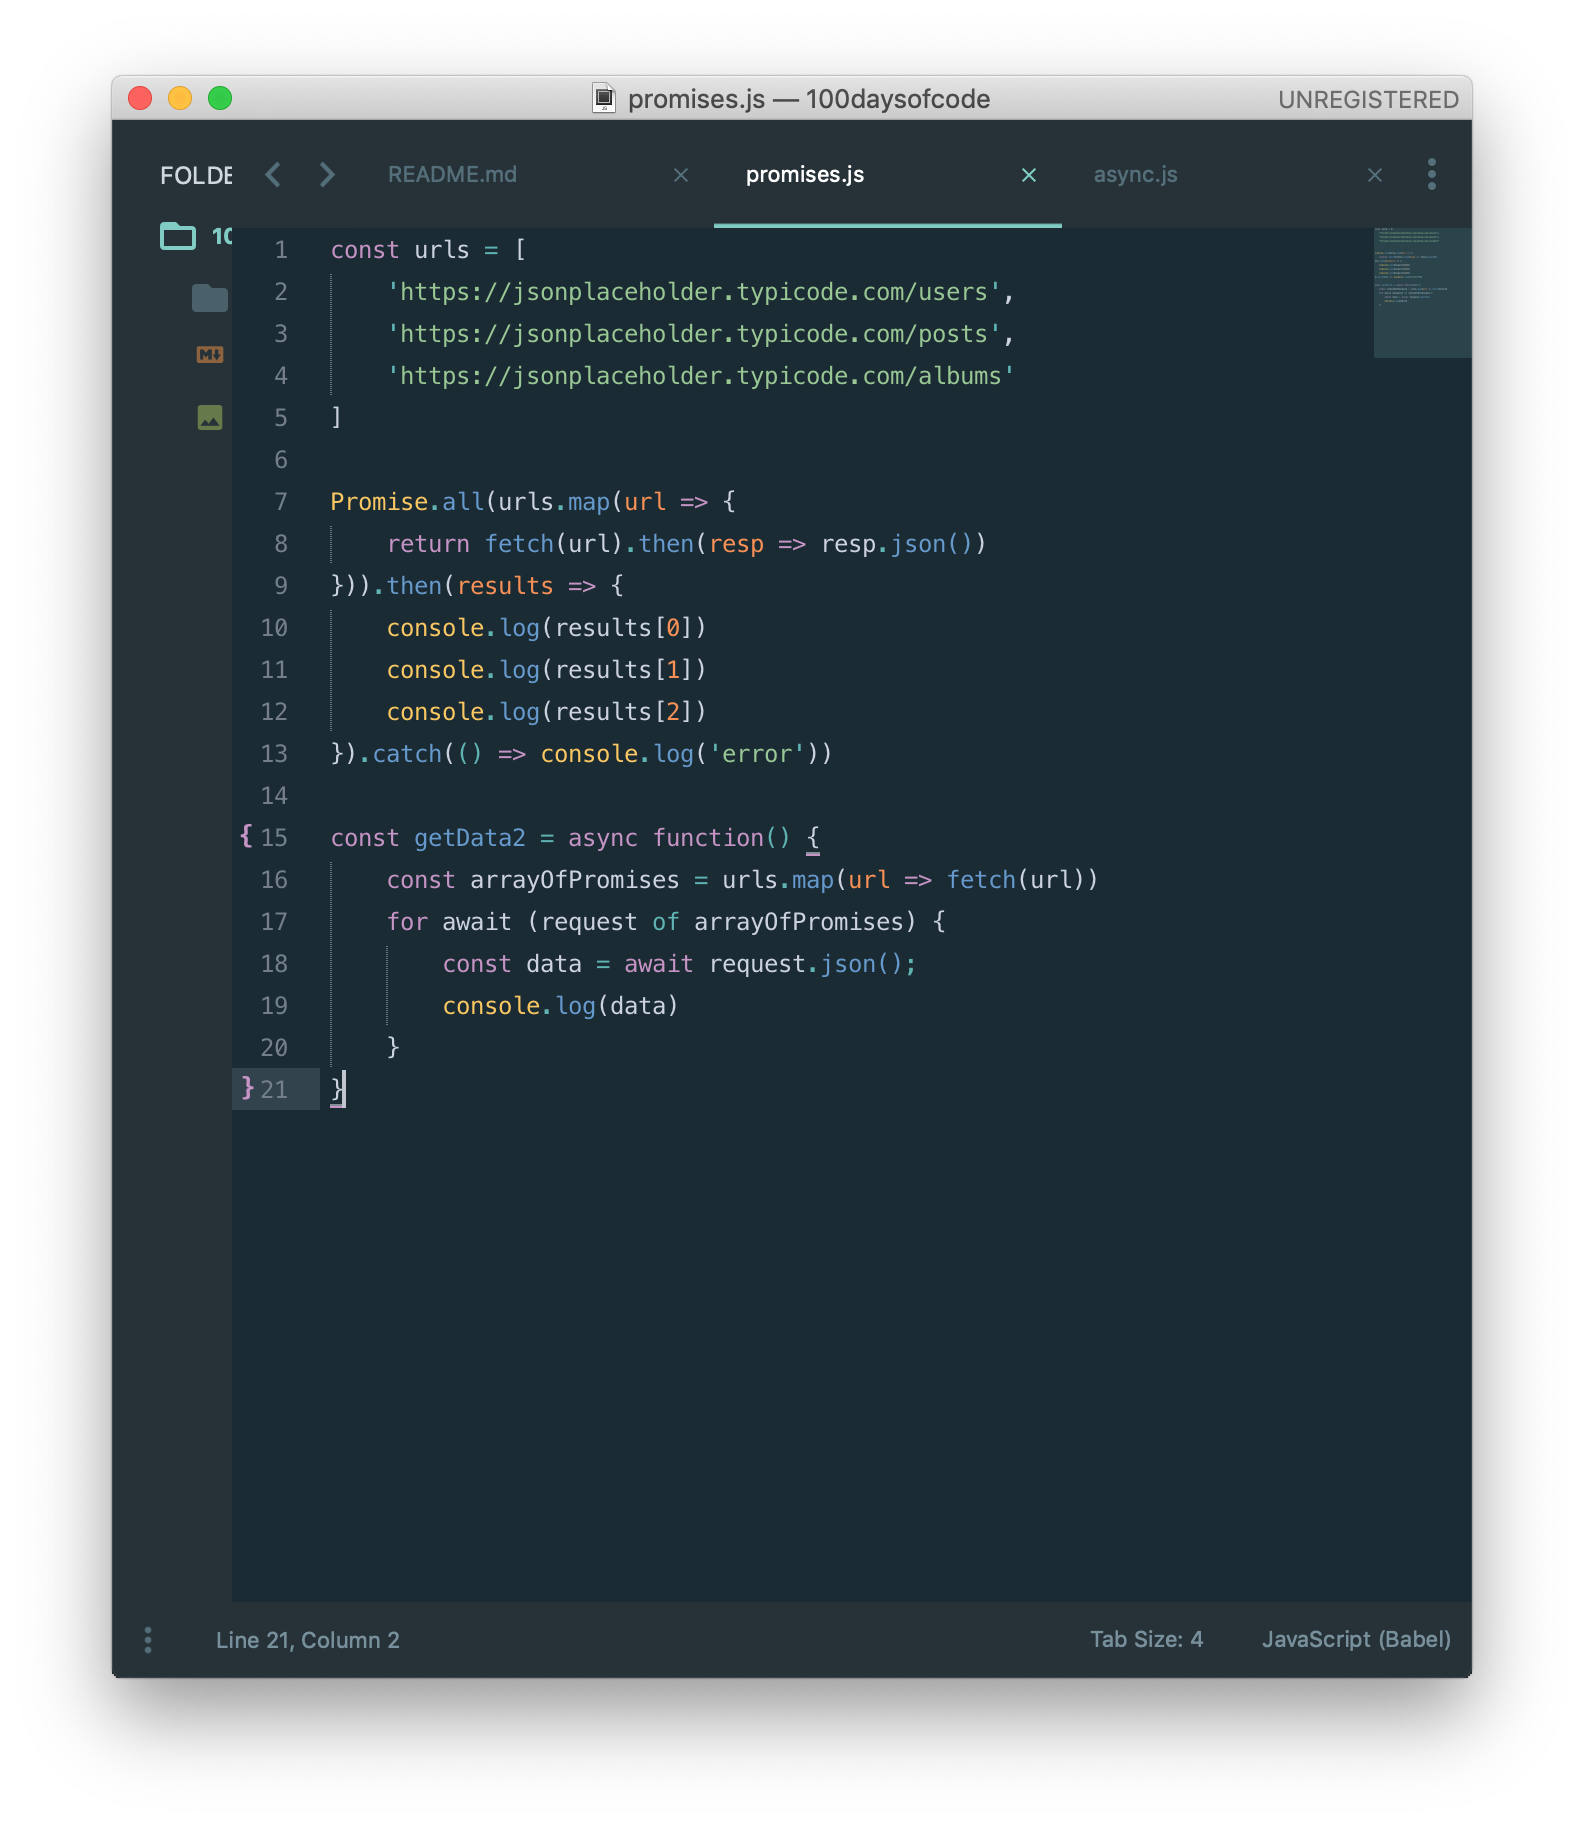 promises.js — 100daysofcode
UNREGISTERED
FOLDE
README.md
promises.js
async.js
10
1 const urls = [
2     'https://jsonplaceholder.typicode.com/users',
3     'https://jsonplaceholder.typicode.com/posts',
4     'https://jsonplaceholder.typicode.com/albums'
5 ]
6
7 Promise.all(urls.map(url => {
8     return fetch(url).then(resp => resp.json())
9 })).then(results => {
10     console.log(results[0])
11     console.log(results[1])
12     console.log(results[2])
13 }).catch(() => console.log('error'))
14
{ 15 const getData2 = async function() {
16     const arrayOfPromises = urls.map(url => fetch(url))
17     for await (request of arrayOfPromises) {
18         const data = await request.json();
19         console.log(data)
20     }
} 21 }
Line 21, Column 2
Tab Size: 4
JavaScript (Babel)